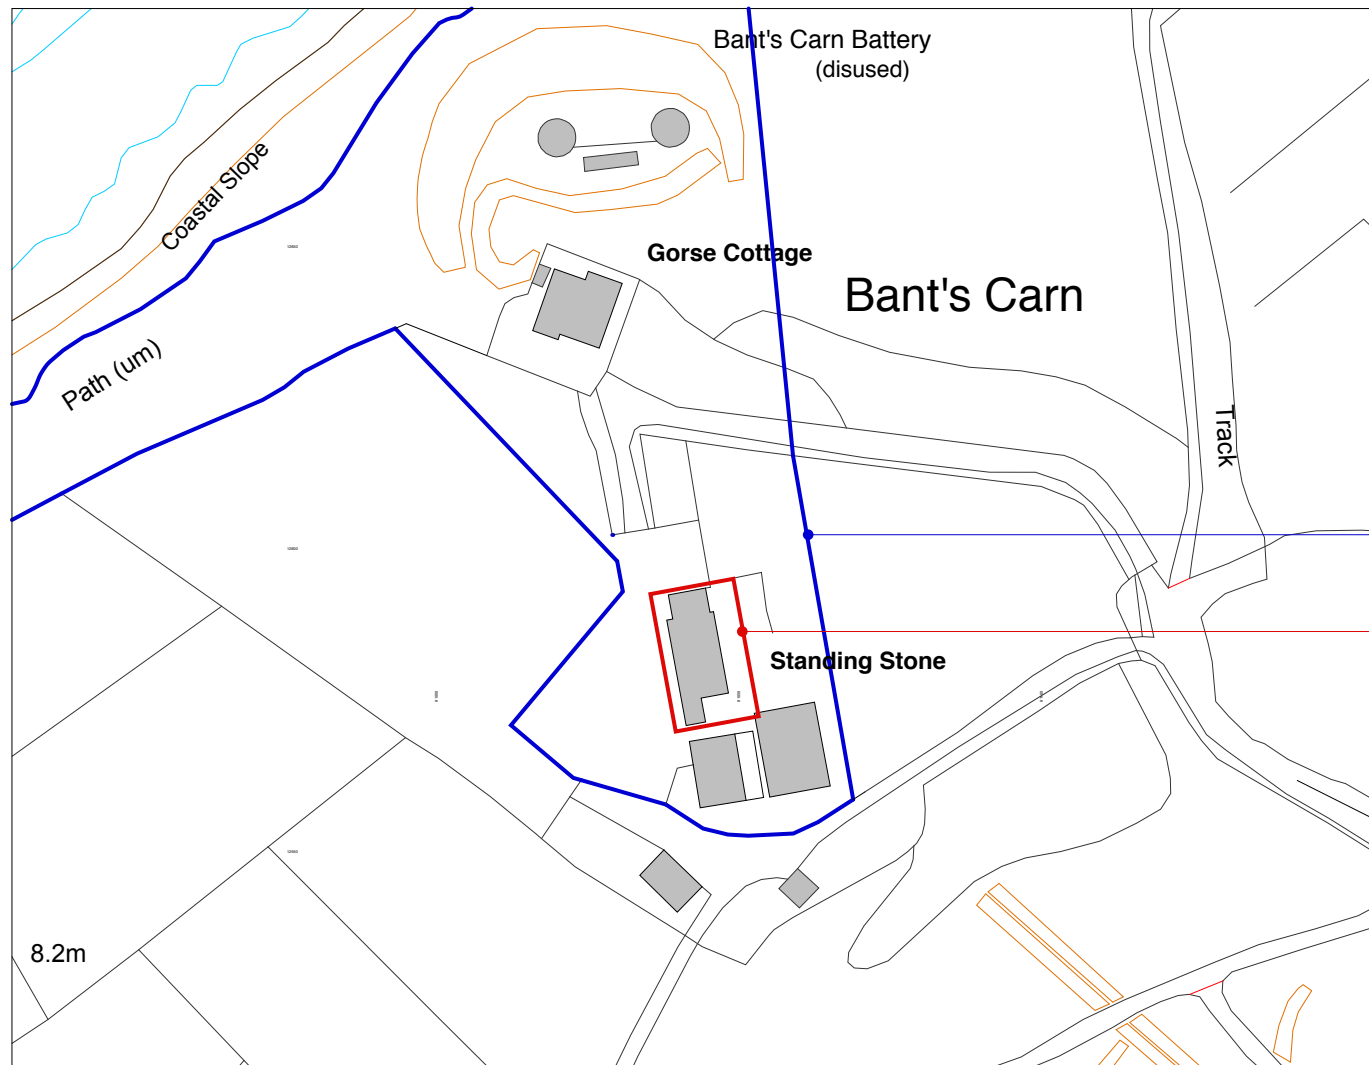 Bant's Carn Battery
(disused)
Coastal Slope
Gorse Cottage
Bant's Carn
Path (um)
Track
Standing Stone
8.2m